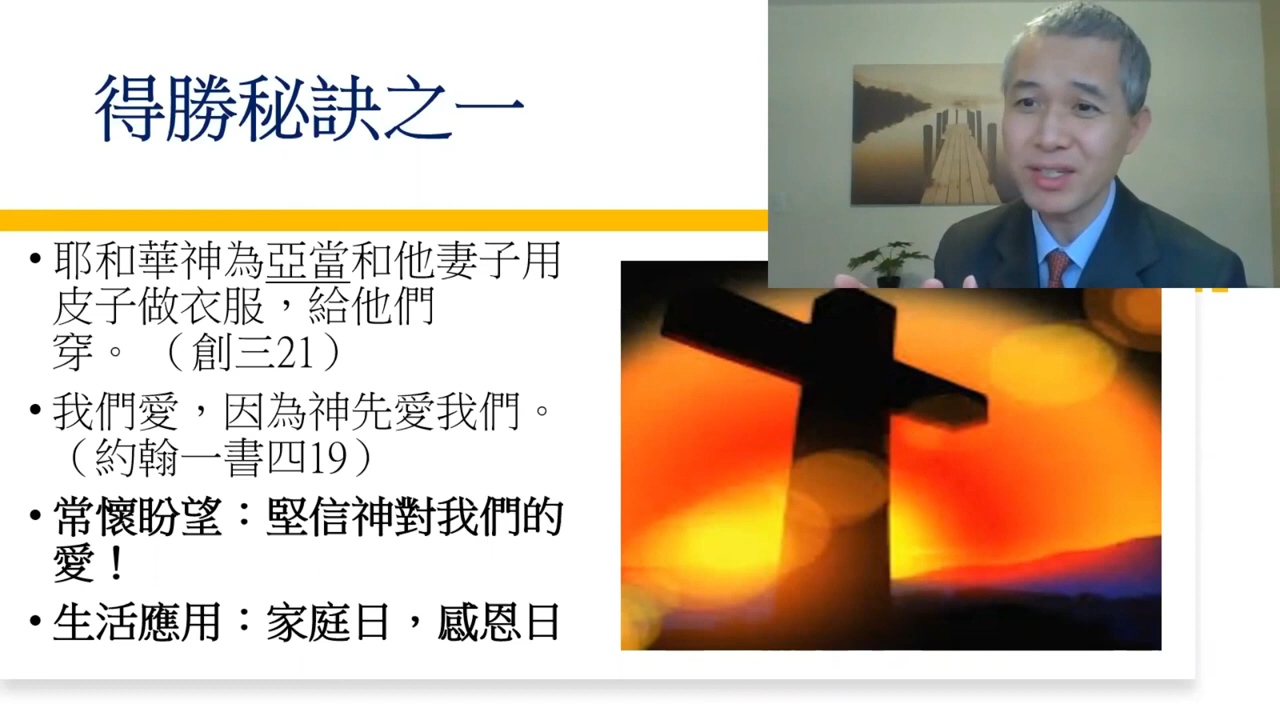 得勝秘訣之一
• 耶和華神為亞當和他妻子用
皮子做衣服，給他們
穿。（創三21）
• 我們愛，因為神先愛我們。
（約翰一書四19）
• 常懷盼望：堅信神對我們的
愛！
• 生活應用：家庭日，感恩日